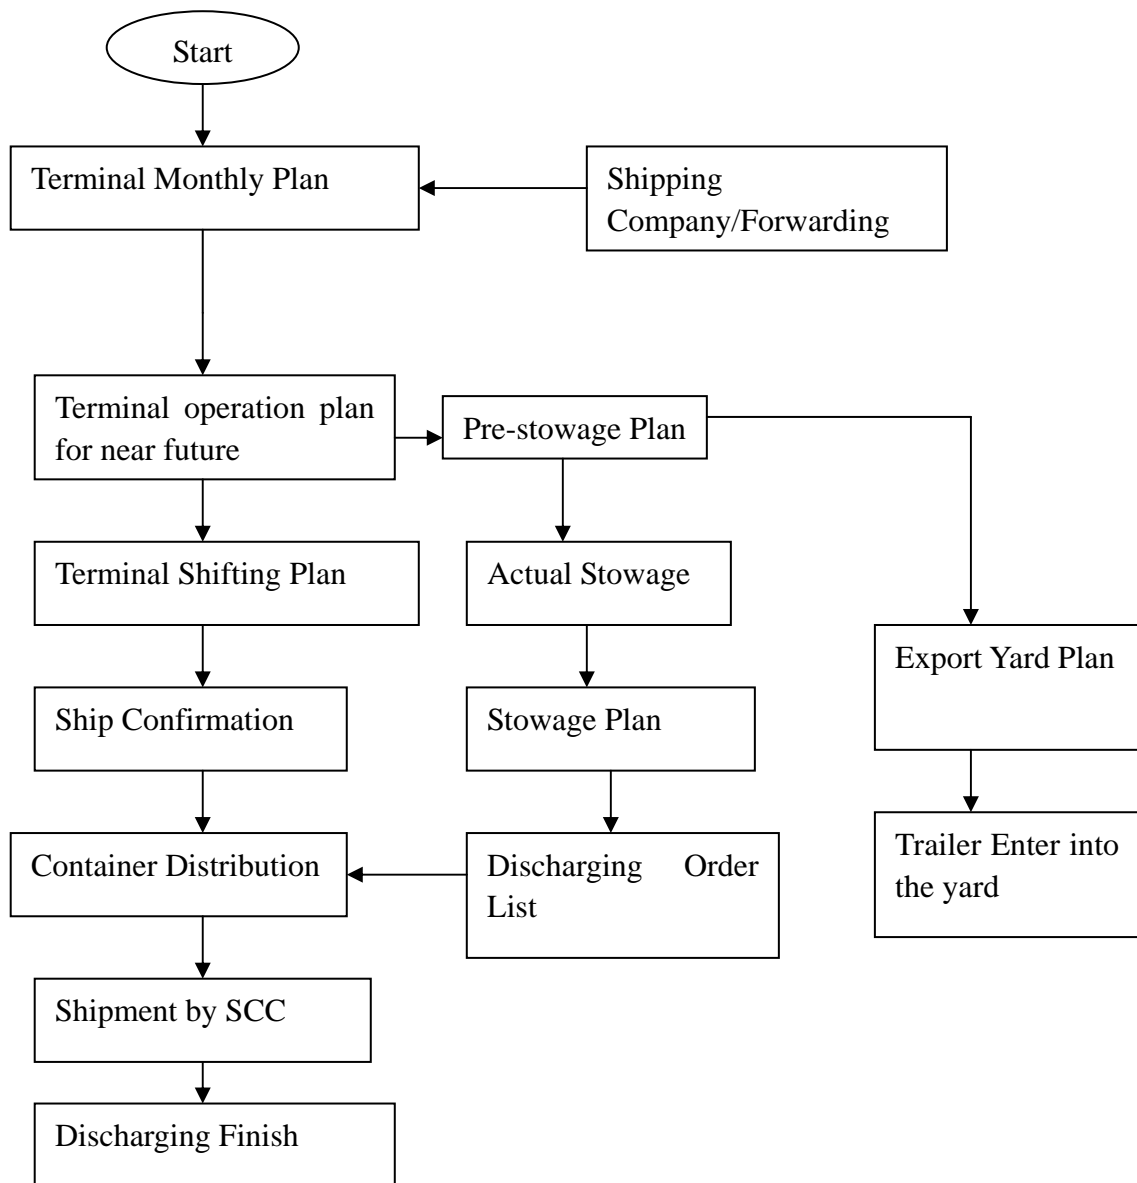 Start
Terminal Monthly Plan
Shipping
Company/Forwarding
Terminal operation plan
for near future
Pre-stowage Plan
Terminal Shifting Plan
Actual Stowage
Export Yard Plan
Ship Confirmation
Stowage Plan
Container Distribution
Discharging Order
List
Trailer Enter into
the yard
Shipment by SCC
Discharging Finish